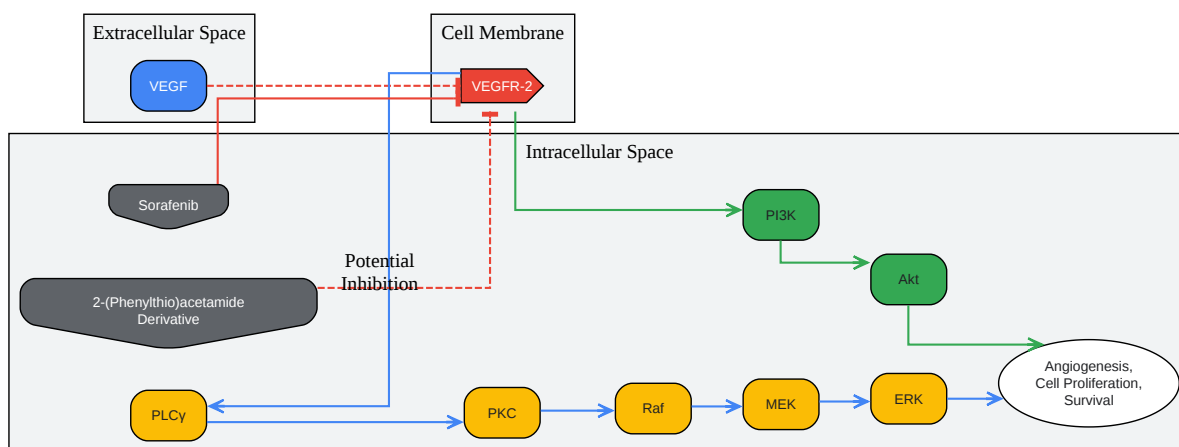 Extracellular Space
Cell Membrane
VEGF
VEGFR-2
Intracellular Space
Sorafenib
PI3K
Potential
Inhibition
Akt
2-(Phenylthio)acetamide
Derivative
Angiogenesis,
Cell Proliferation,
Survival
PLCγ
PKC
Raf
MEK
ERK